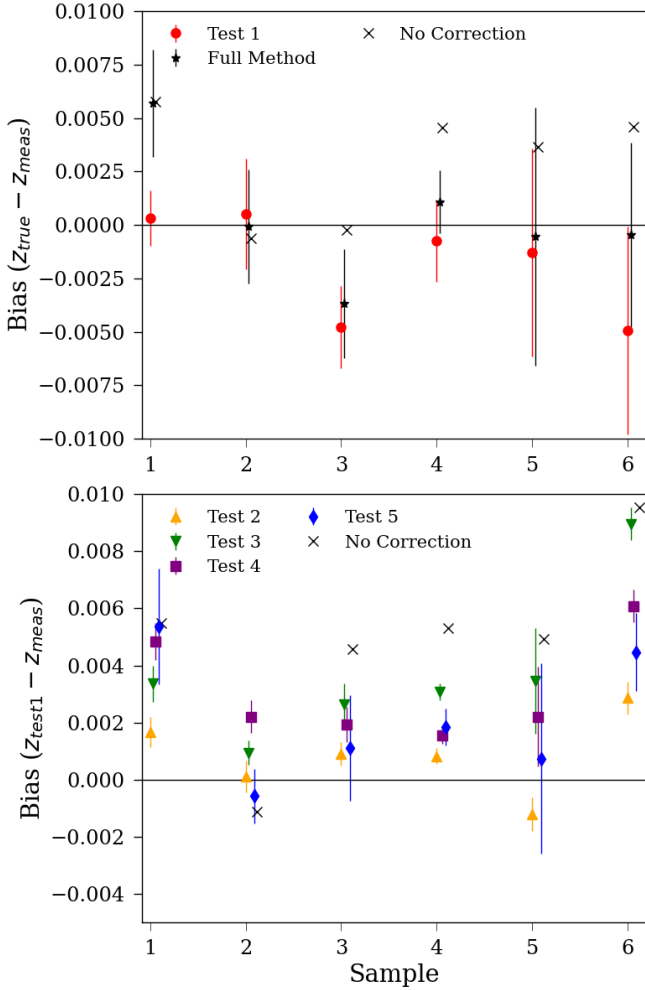 0.0100
0.0075
0.0050
0.0025
0.0000
−0.0025
−0.0050
−0.0075
−0.0100
Bias (z_true − z_meas)
Test 1
Full Method
No Correction
1 2 3 4 5 6
0.010
0.008
0.006
0.004
0.002
0.000
−0.002
−0.004
Bias (z_test1 − z_meas)
Test 2
Test 3
Test 4
Test 5
No Correction
1 2 3 4 5 6
Sample